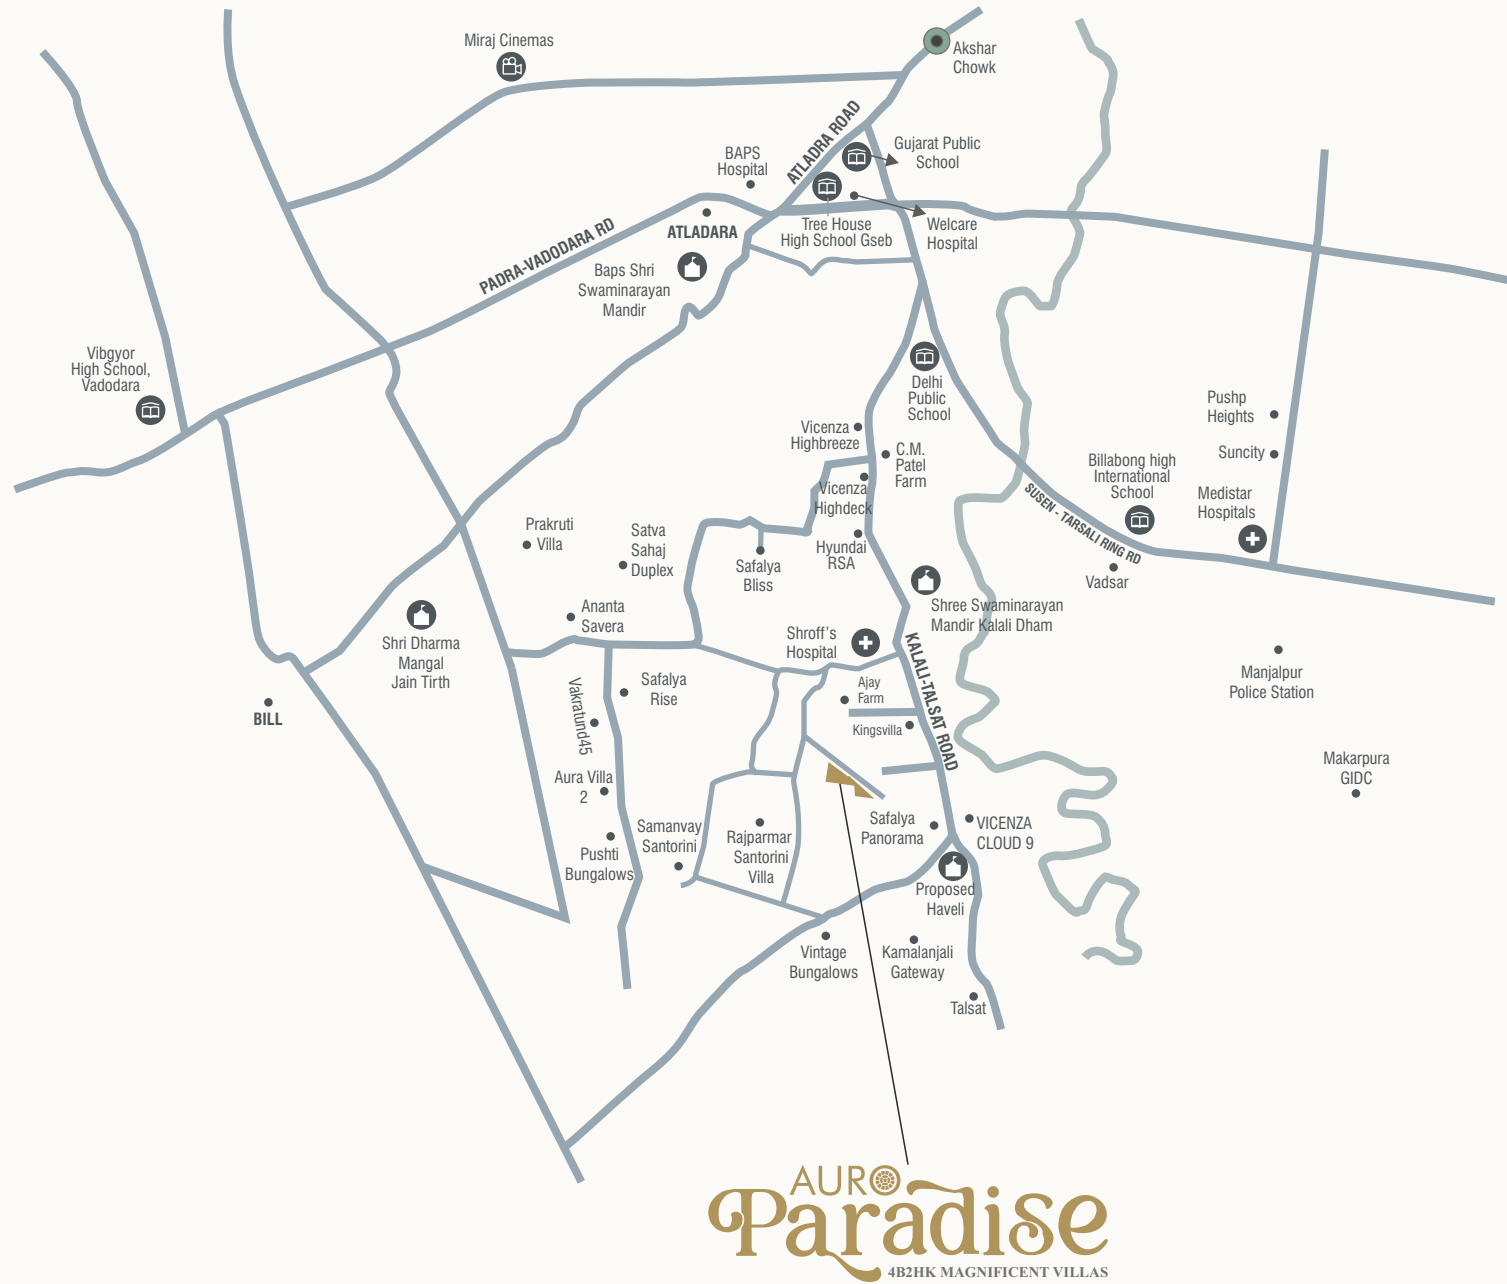 Miraj Cinemas
Akshar
Chowk
ATLADRA ROAD
Gujarat Public
School
BAPS
Hospital
PADRA-VADODARA RD
ATLADARA
Tree House
High School Gseb
Welcare
Hospital
Baps Shri
Swaminarayan
Mandir
Vibgyor
High School,
Vadodara
Delhi
Public
School
Pushp
Heights
Vicenza
Highbreeze
C.M.
Patel
Farm
Suncity
Billabong high
International
School
Vicenza
Highdeck
Medistar
Hospitals
SUSEN - TARSALI RING RD
Prakruti
Villa
Satva
Sahaj
Duplex
Hyundai
RSA
Safalya
Bliss
Vadsar
Ananta
Savera
Shree Swaminarayan
Mandir Kalali Dham
Shri Dharma
Mangal
Jain Tirth
Shroff's
Hospital
KALALI-TALSAT ROAD
Manjalpur
Police Station
Safalya
Rise
Ajay
Farm
Vakratund45
BILL
Kingsvilla
Makarpura
GIDC
Aura Villa
2
Samanvay
Santorini
Rajparmar
Santorini
Villa
Safalya
Panorama
VICENZA
CLOUD 9
Pushti
Bungalows
Proposed
Haveli
Vintage
Bungalows
Kamalanjali
Gateway
Talsat
AURO
Paradise
4B2HK MAGNIFICENT VILLAS